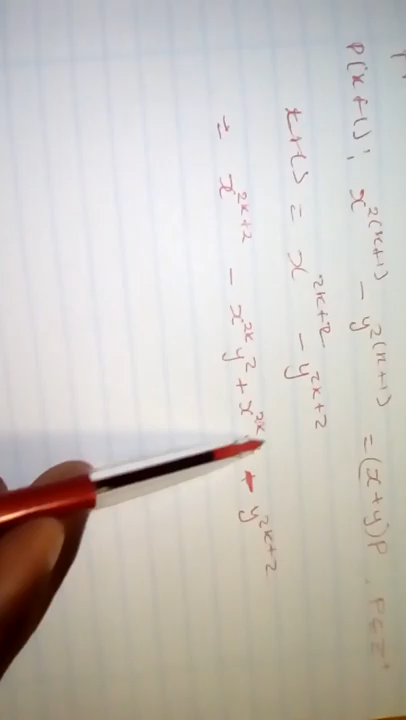 P(k+1): x^{2(k+1)} - y^{2(k+1)} = (x+y)P. P∈Z^+
LHS = x^{2k+2} - y^{2k+2}
= x^{2k+2} - x^{2k}y^2 + x^{2k} - y^{2k+2}